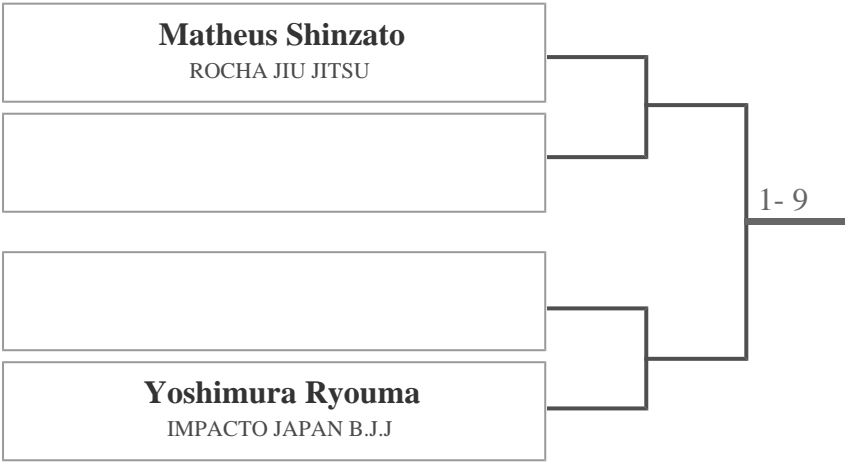 Matheus Shinzato
ROCHA JIU JITSU
1- 9
Yoshimura Ryouma
IMPACTO JAPAN B.J.J